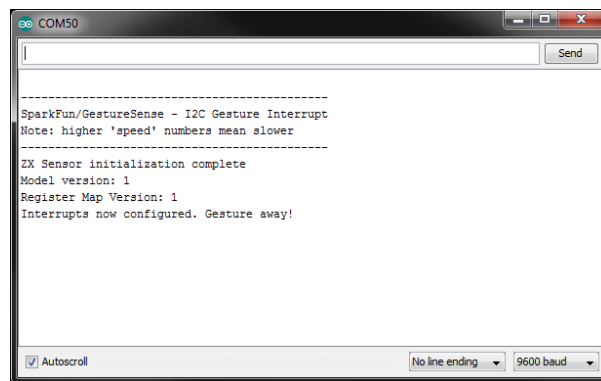 COM50
Send
--------------------------------------------
SparkFun/GestureSense - I2C Gesture Interrupt
Note: higher 'speed' numbers mean slower
--------------------------------------------
ZX Sensor initialization complete
Model version: 1
Register Map Version: 1
Interrupts now configured. Gesture away!
Autoscroll
No line ending
9600 baud